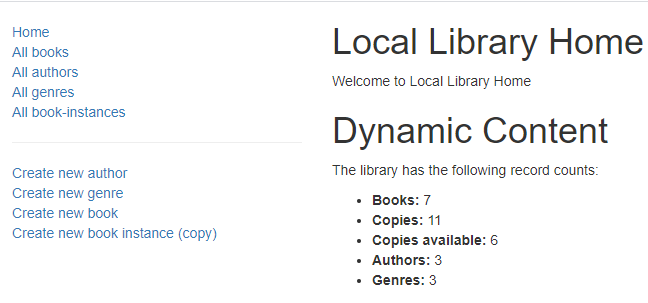 Home
All books
All authors
All genres
All book-instances
Create new author
Create new genre
Create new book
Create new book instance (copy)
Local Library Home
Welcome to Local Library Home
Dynamic Content
The library has the following record counts:
Books: 7
Copies: 11
Copies available: 6
Authors: 3
Genres: 3